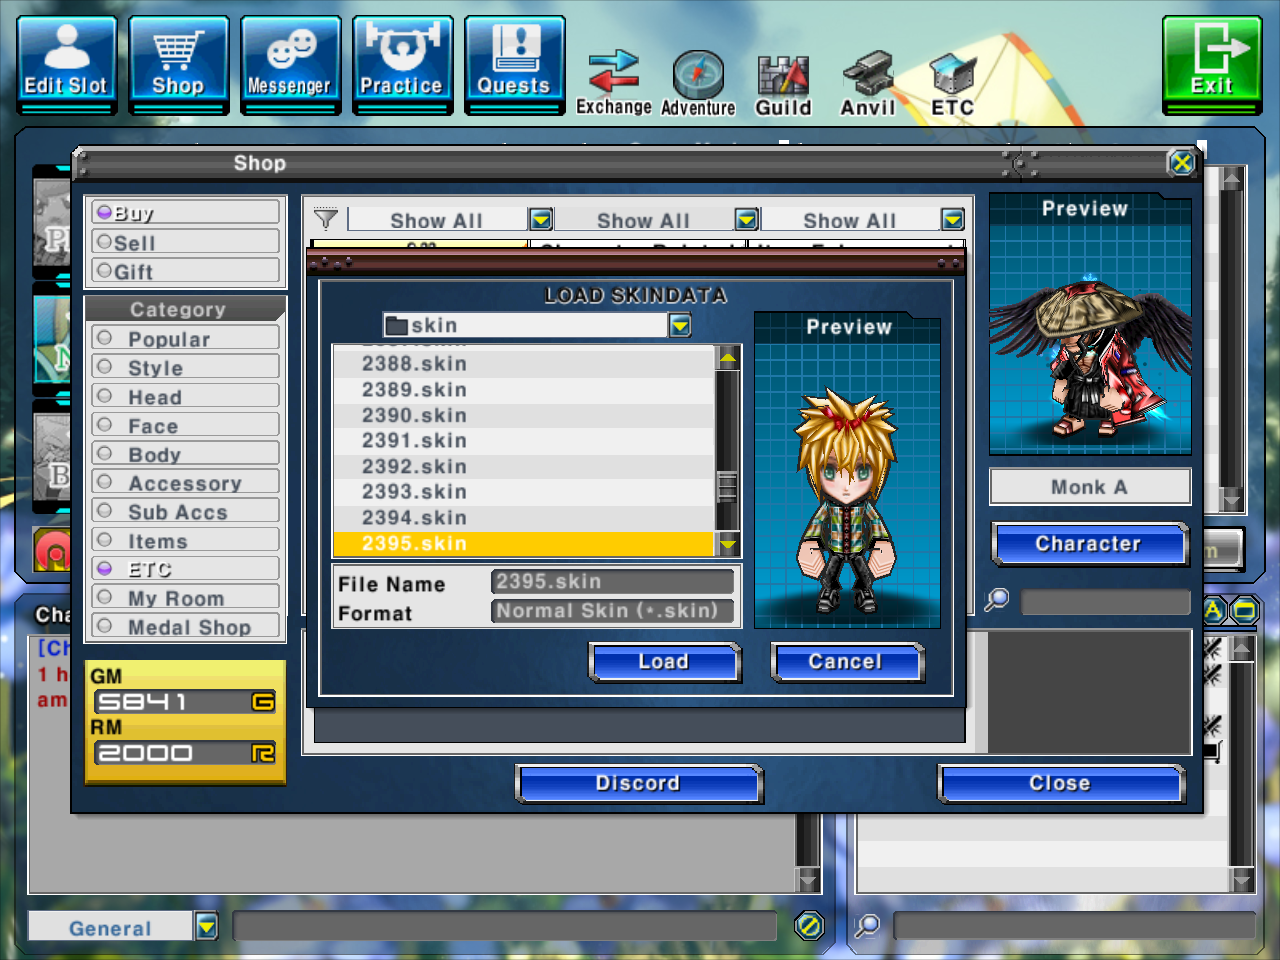 Edit Slot
Shop
Messenger
Practice
Quests
Exchange
Adventure
Guild
Anvil
ETC
Exit
Shop
Buy
Sell
Gift
Category
Popular
Style
Head
Face
Body
Accessory
Sub Accs
Items
ETC
My Room
Medal Shop
GM
5841 G
RM
2000 R
Show All
Show All
Show All
LOAD SKINDATA
skin
2388.skin
2389.skin
2390.skin
2391.skin
2392.skin
2393.skin
2394.skin
2395.skin
File Name
2395.skin
Format
Normal Skin (*.skin)
Preview
Load
Cancel
Preview
Monk A
Character
Discord
Close
Cha
[Ch
1 h
am
General
A